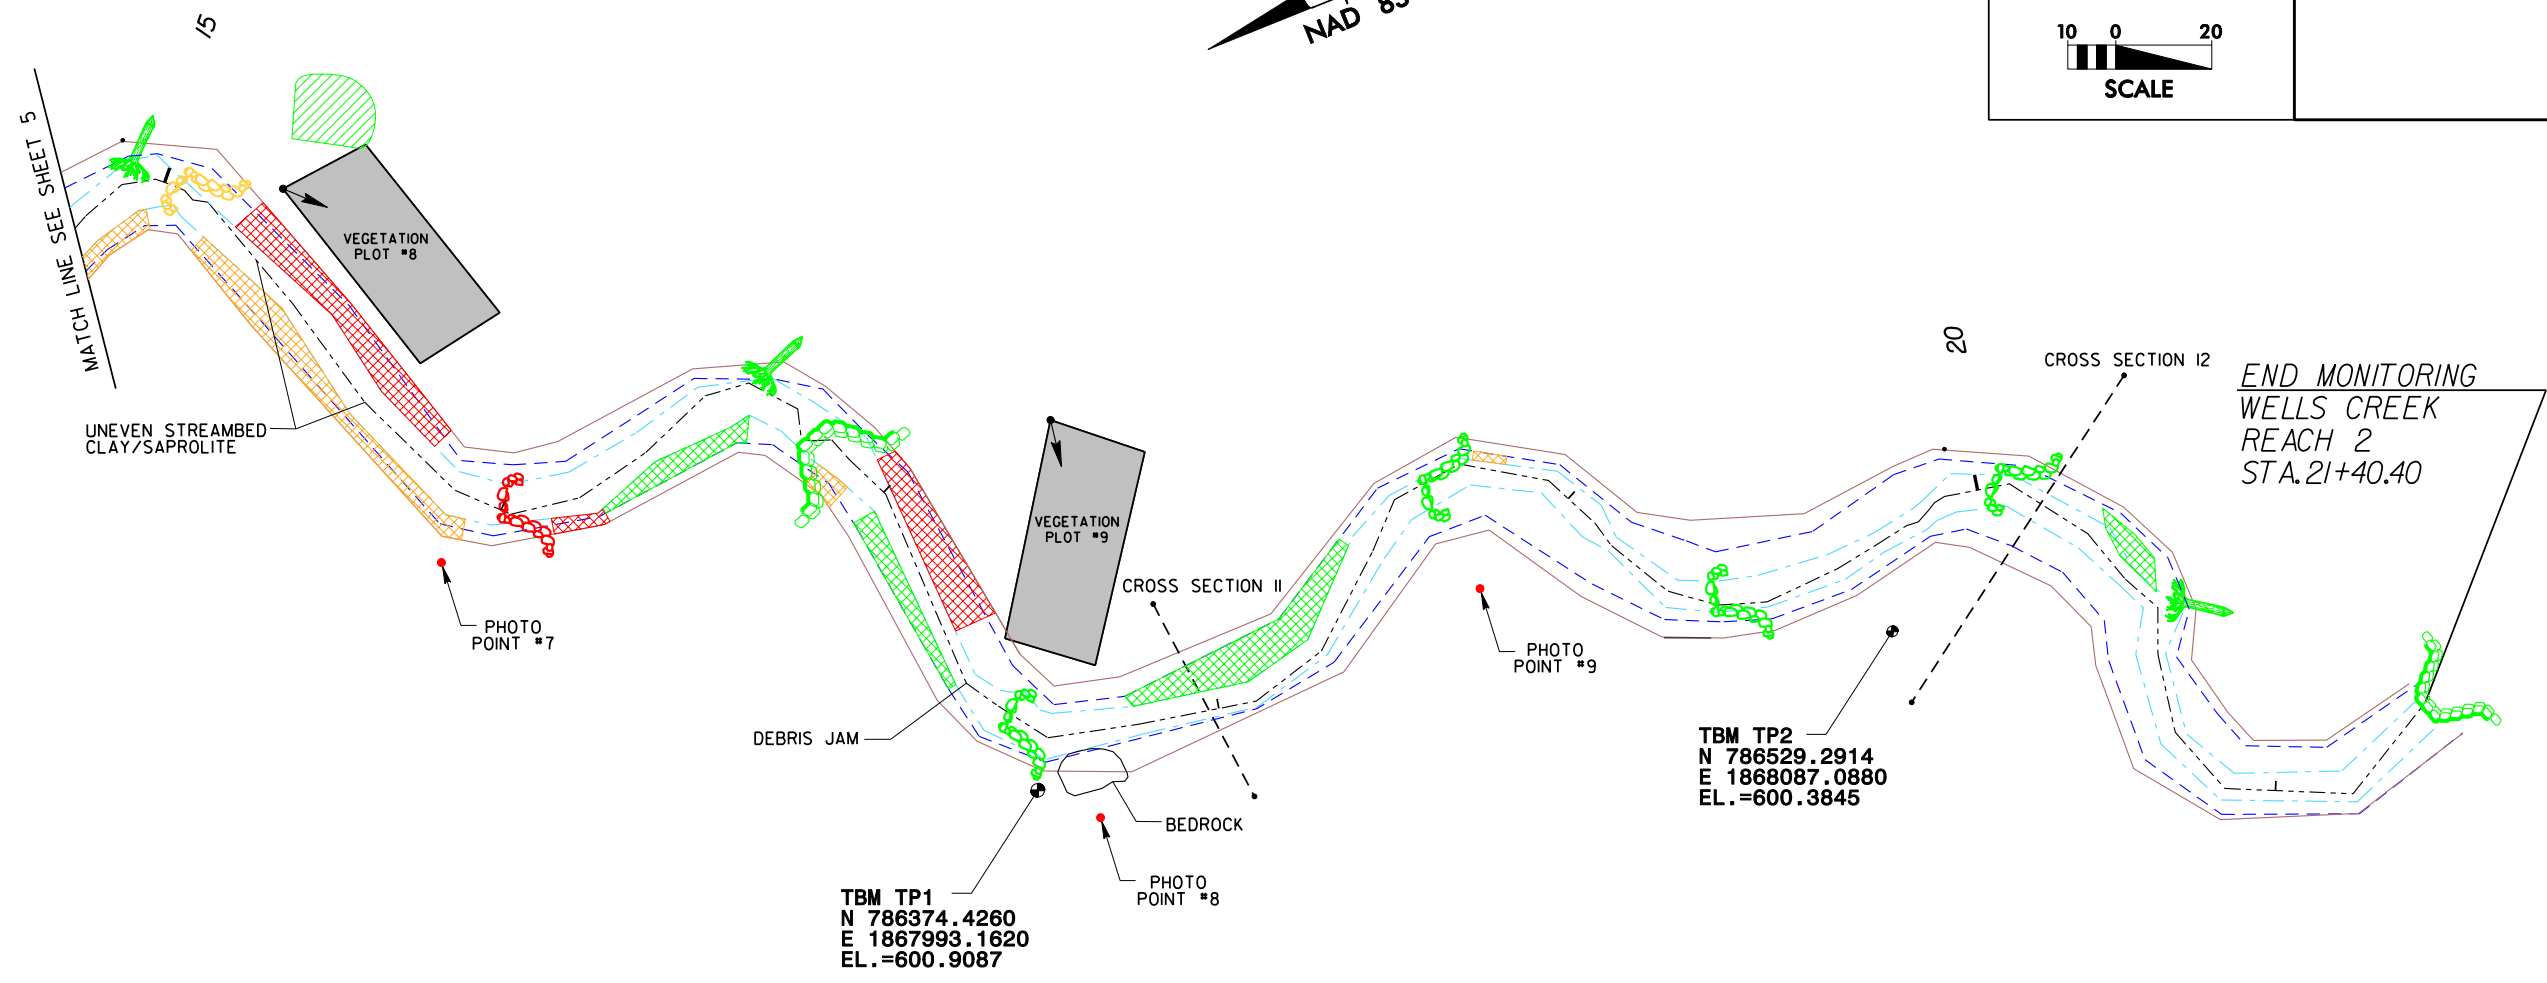 15
NAD 83
10 0 20
SCALE
MATCH LINE SEE SHEET 5
VEGETATION
PLOT #8
UNEVEN STREAMBED
CLAY/SAPROLITE
PHOTO
POINT #7
VEGETATION
PLOT #9
CROSS SECTION 11
DEBRIS JAM
BEDROCK
PHOTO
POINT #8
TBM TP1
N 786374.4260
E 1867993.1620
EL.=600.9087
PHOTO
POINT #9
20
CROSS SECTION 12
TBM TP2
N 786529.2914
E 1868087.0880
EL.=600.3845
END MONITORING
WELLS CREEK
REACH 2
STA.21+40.40